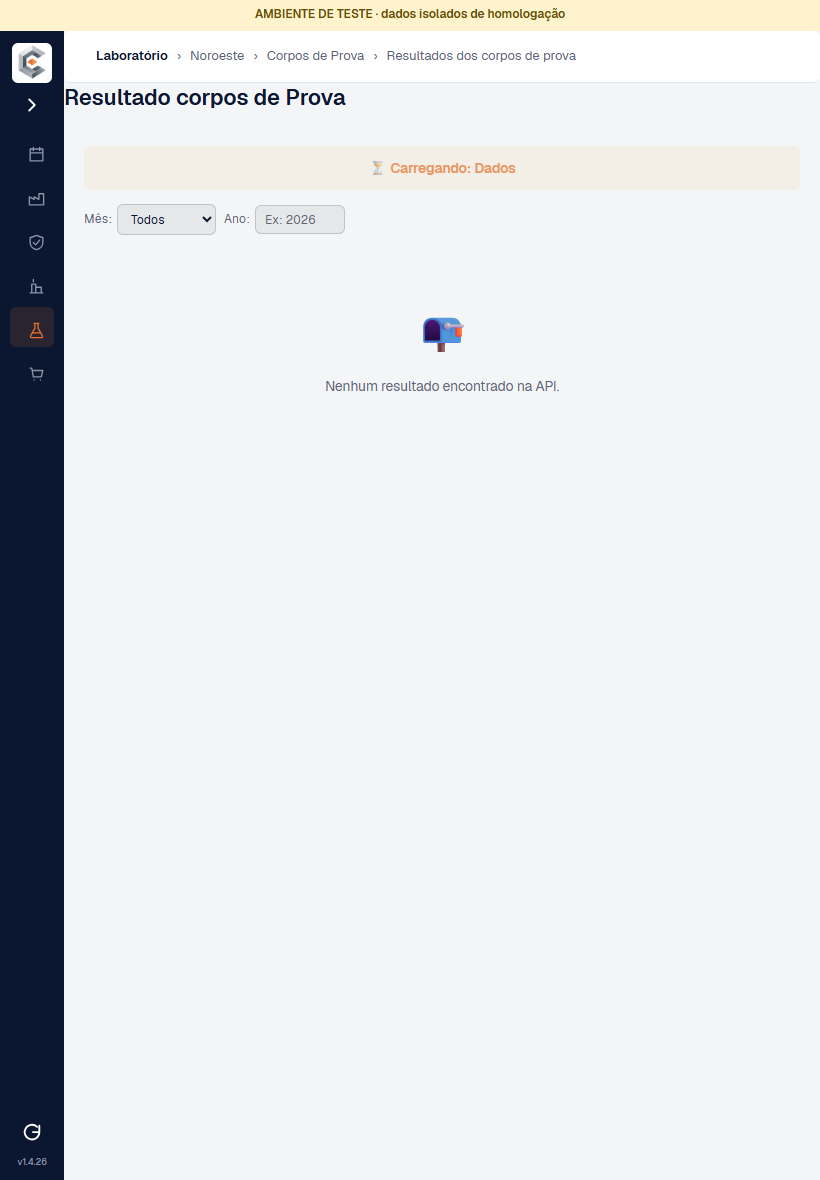 AMBIENTE DE TESTE · dados isolados de homologação
Laboratório › Noroeste › Corpos de Prova › Resultados dos corpos de prova
Resultado corpos de Prova
⏳ Carregando: Dados
Mês: Todos Ano: Ex: 2026
Nenhum resultado encontrado na API.
v1.4.26